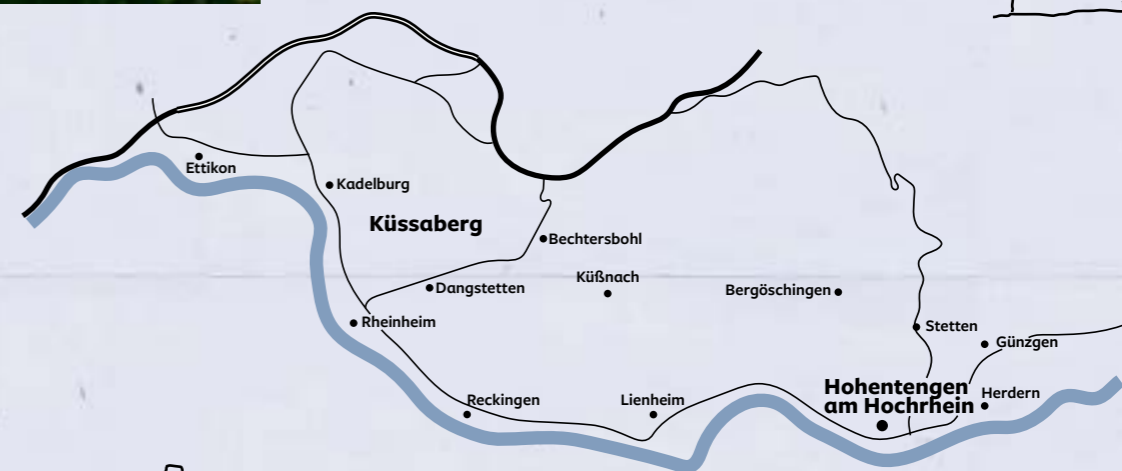 Ettikon
Kadelburg
Küssaberg
Bechtersbohl
Küßnach
Dangstetten
Bergöschingen
Rheinheim
Stetten
Günzgen
Hohentengen
am Hochrhein
Herdern
Reckingen
Lienheim